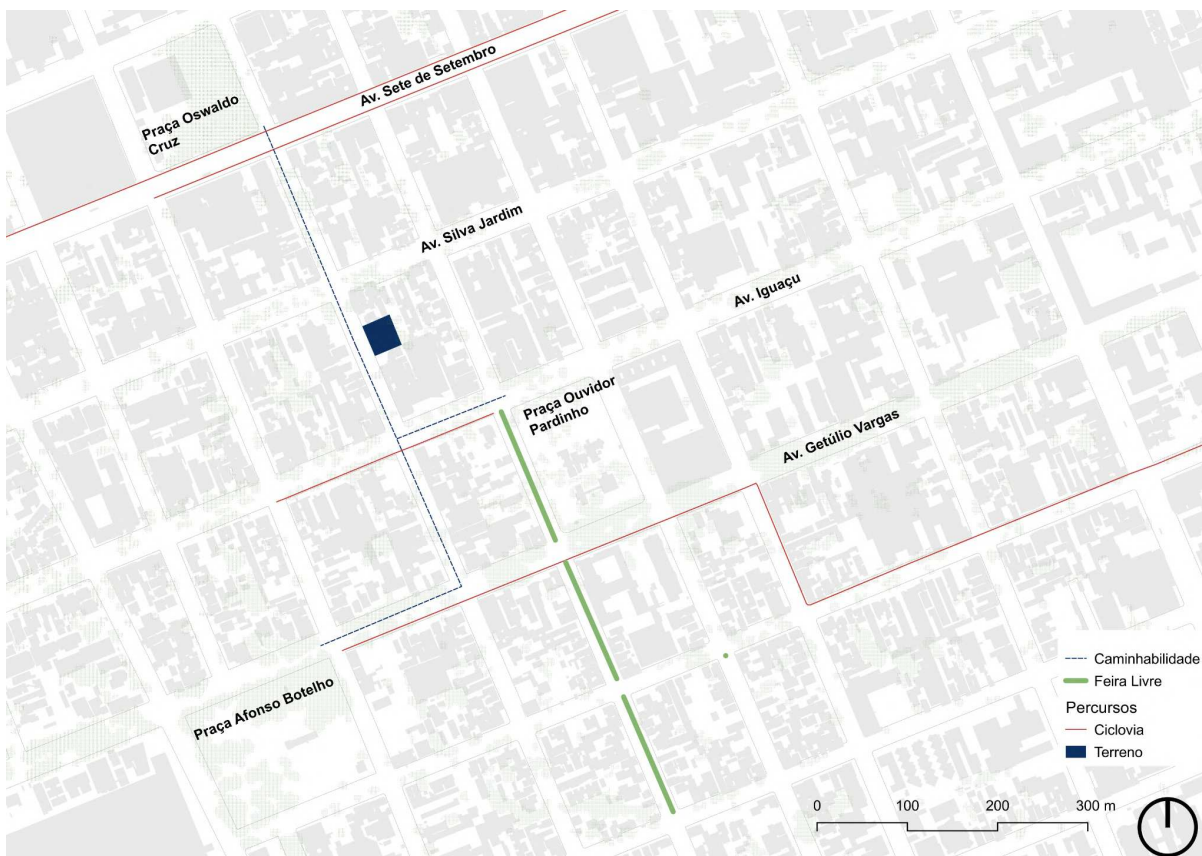 Av. Sete de Setembro
Praça Oswaldo
Cruz
Av. Silva Jardim
Av. Iguaçu
Praça Ouvidor
Pardinho
Av. Getúlio Vargas
Praça Afonso Botelho
Caminhabilidade
Feira Livre
Percursos
Ciclovia
Terreno
0 100 200 300 m